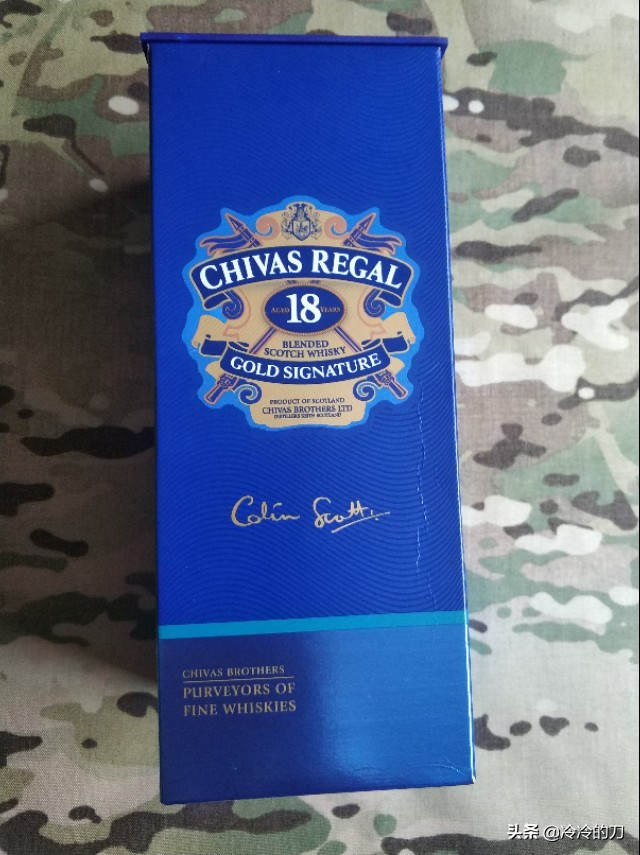 CHIVAS REGAL
AGED 18 YEARS
BLENDED
SCOTCH WHISKY
GOLD SIGNATURE
PRODUCT OF SCOTLAND
CHIVAS BROTHERS LTD
Colin Scott.
CHIVAS BROTHERS
PURVEYORS OF
FINE WHISKIES
头条 @冷冷的刀